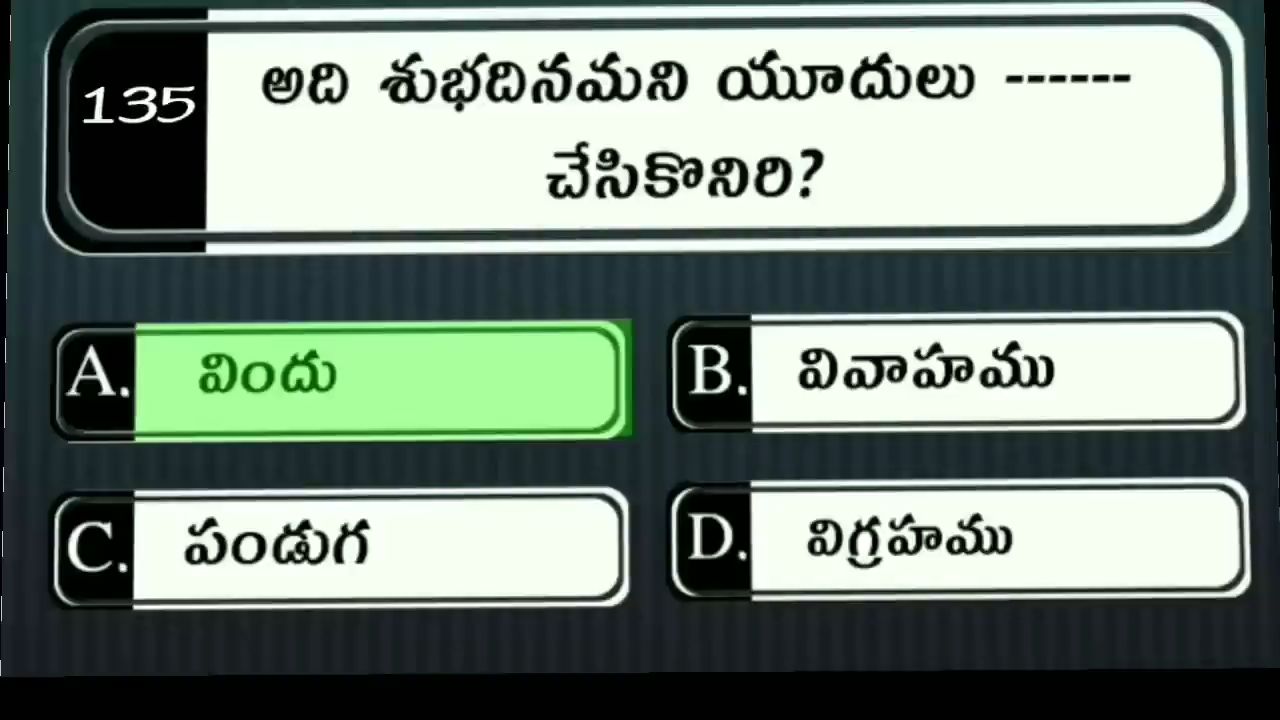 135
అది శుభదినమని యూదులు ------
చేసికొనిరి?
A. విందు
B. వివాహము
C. పండుగ
D. విగ్రహము